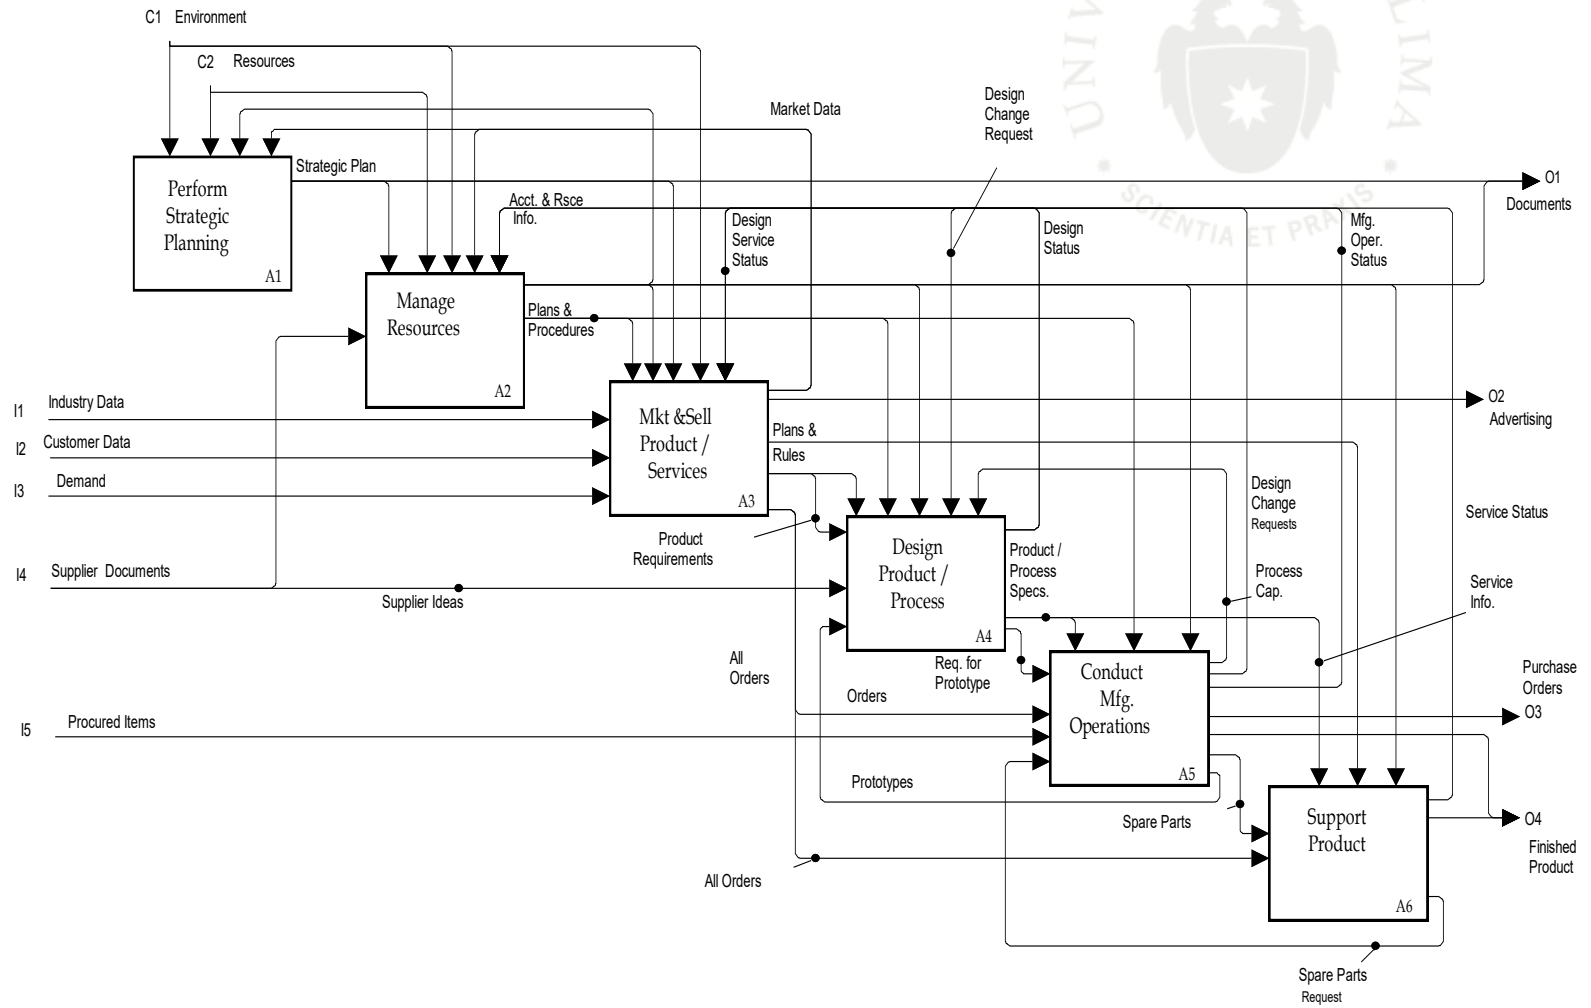 C1 Environment
C2 Resources
Market Data
Design
Change
Request
Strategic Plan
O1
Documents
Perform
Strategic
Planning
A1
Acct. & Rsce
Info.
Design
Service
Status
Design
Status
Mfg.
Oper.
Status
SCIENTIA ET PRAXIS
Manage
Resources
A2
Plans &
Procedures
I1 Industry Data
I2 Customer Data
I3 Demand
Mkt &Sell
Product /
Services
A3
O2
Advertising
Plans &
Rules
Product
Requirements
Design
Product /
Process
A4
Product /
Process
Specs.
Design
Change
Requests
Service Status
Process
Cap.
Service
Info.
I4 Supplier Documents
Supplier Ideas
All
Orders
Req. for
Prototype
Orders
Conduct
Mfg.
Operations
A5
Purchase
Orders
O3
I5 Procured Items
Prototypes
Spare Parts
Support
Product
A6
O4
Finished
Product
All Orders
Spare Parts
Request